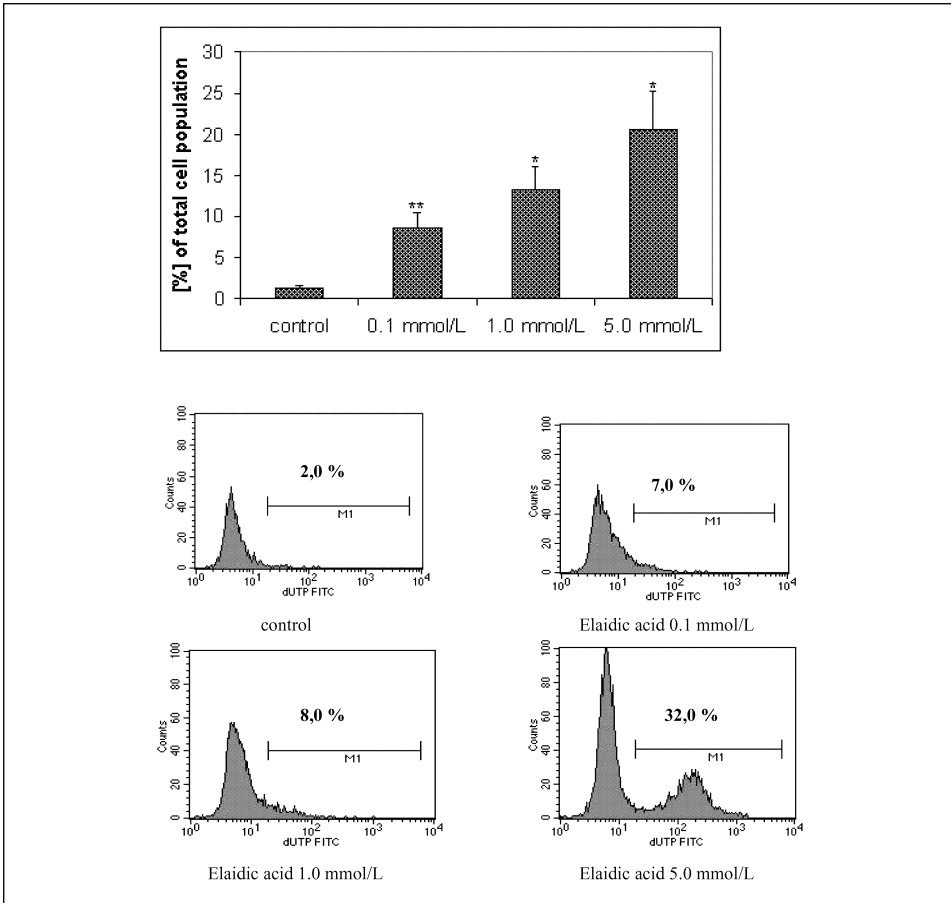 [%] of total cell population
30
25
20
15
10
5
0
**
*
*
control 0.1 mmol/L 1.0 mmol/L 5.0 mmol/L
Counts
100
80
60
40
20
0
2,0 %
M1
10⁰ 10¹ 10² 10³ 10⁴
dUTP FITC
control
Counts
100
80
60
40
20
0
7,0 %
M1
10⁰ 10¹ 10² 10³ 10⁴
dUTP FITC
Elaidic acid 0.1 mmol/L
Counts
100
80
60
40
20
0
8,0 %
M1
10⁰ 10¹ 10² 10³ 10⁴
dUTP FITC
Elaidic acid 1.0 mmol/L
Counts
100
80
60
40
20
0
32,0 %
M1
10⁰ 10¹ 10² 10³ 10⁴
dUTP FITC
Elaidic acid 5.0 mmol/L